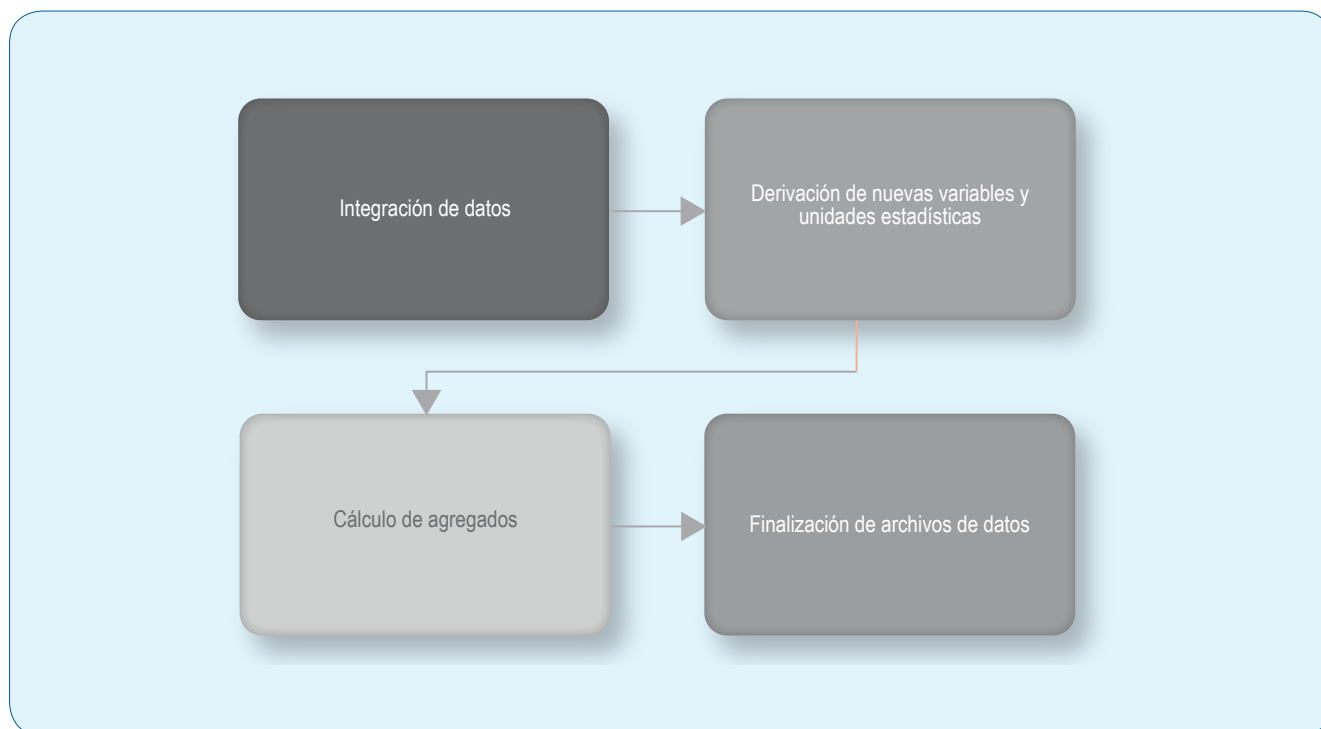 Integración de datos
Derivación de nuevas variables y
unidades estadísticas
Cálculo de agregados
Finalización de archivos de datos